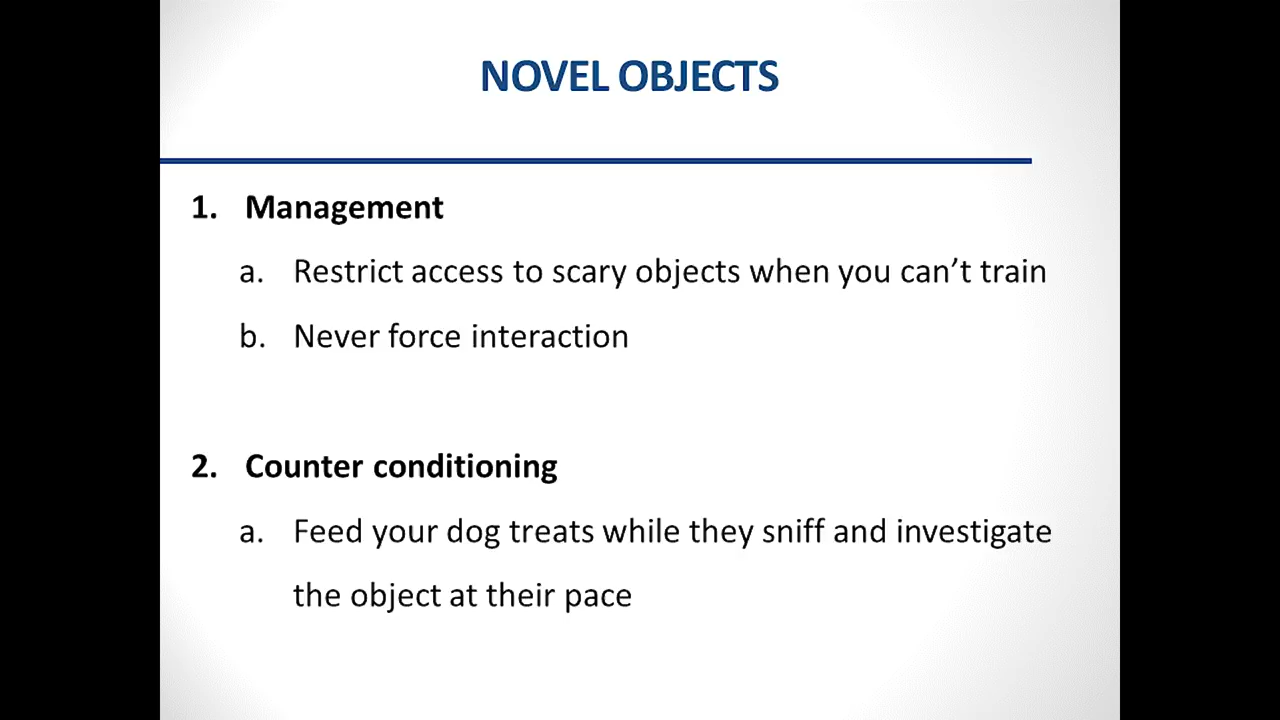 NOVEL OBJECTS
1. Management
a. Restrict access to scary objects when you can’t train
b. Never force interaction
2. Counter conditioning
a. Feed your dog treats while they sniff and investigate
the object at their pace